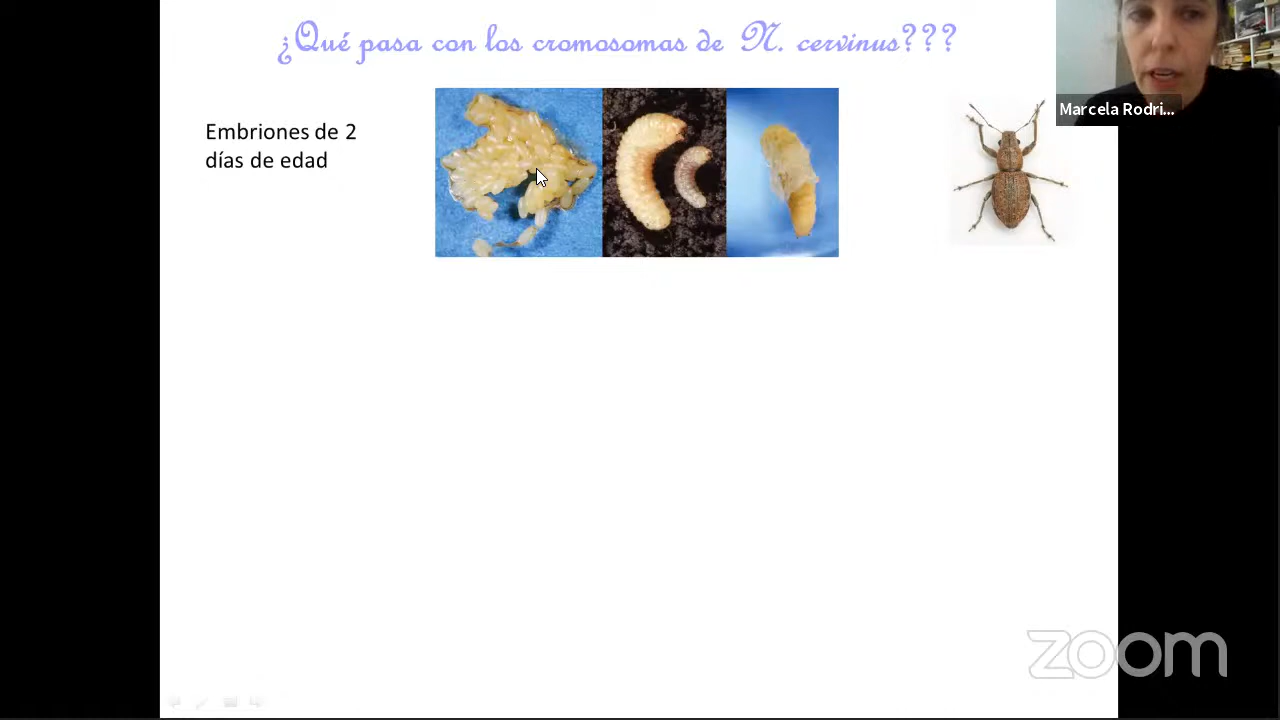 ¿Qué pasa con los cromosomas de N. cervinus???
Marcela Rodri...
Embriones de 2
días de edad
zoom